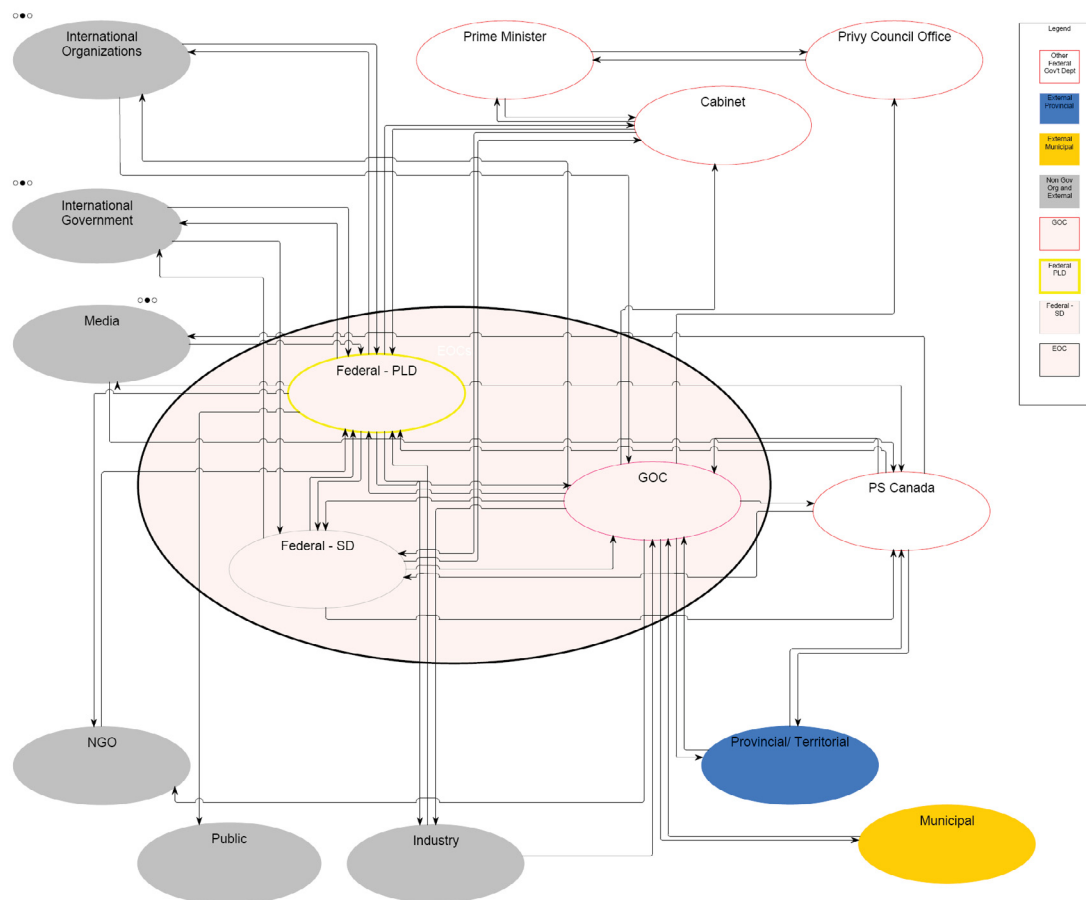 International
Organizations
Prime Minister
Privy Council Office
Cabinet
International
Government
Media
EOC
Federal - PLD
GOC
PS Canada
Federal - SD
NGO
Provincial/ Territorial
Public
Industry
Municipal
Legend
Other
Federal
Gov't Dept
External
Provincial
External
Municipal
Non Gov
Org and
External
GOC
Federal
PLD
Federal -
SD
EOC